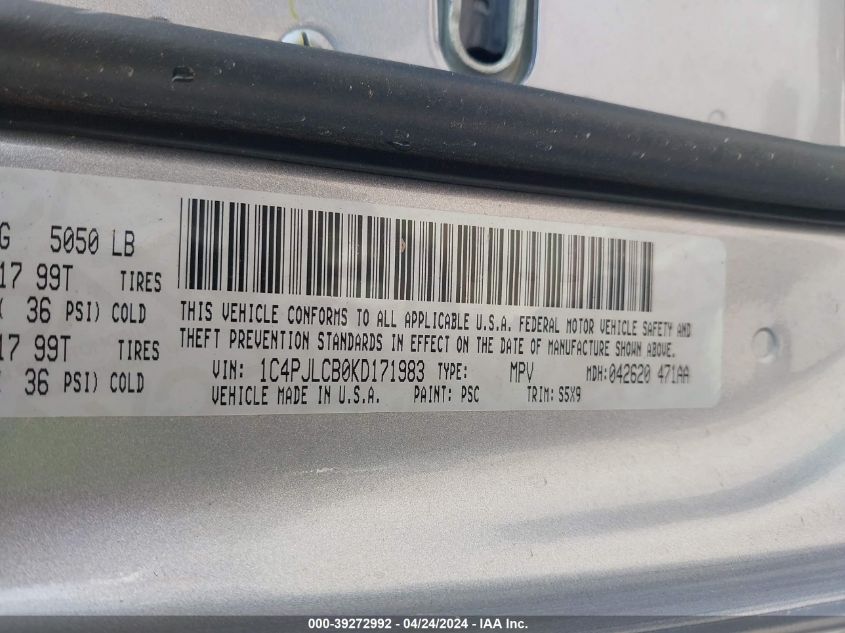 G 5050 LB
17 99T TIRES
( 36 PSI) COLD
17 99T TIRES
( 36 PSI) COLD
THIS VEHICLE CONFORMS TO ALL APPLICABLE U.S.A. FEDERAL MOTOR VEHICLE SAFETY AND
THEFT PREVENTION STANDARDS IN EFFECT ON THE DATE OF MANUFACTURE SHOWN ABOVE.
VIN: 1C4PJLCB0KD171983 TYPE: MPV MDH:042620 471AA
VEHICLE MADE IN U.S.A. PAINT: PSC TRIM: S5X9
000-39272992 / 04/24/2024 - IAA Inc.